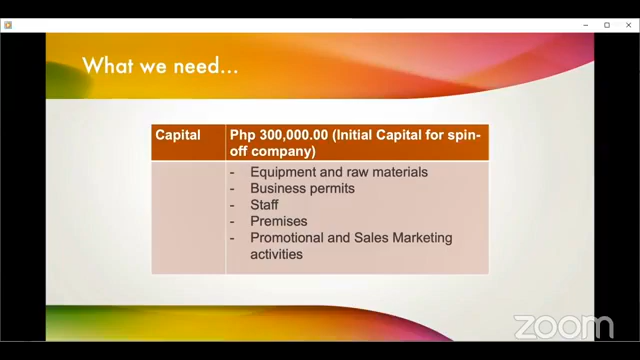 What we need...
Capital
Php 300,000.00 (Initial Capital for spin-
off company)
- Equipment and raw materials
- Business permits
- Staff
- Premises
- Promotional and Sales Marketing
activities
zoom